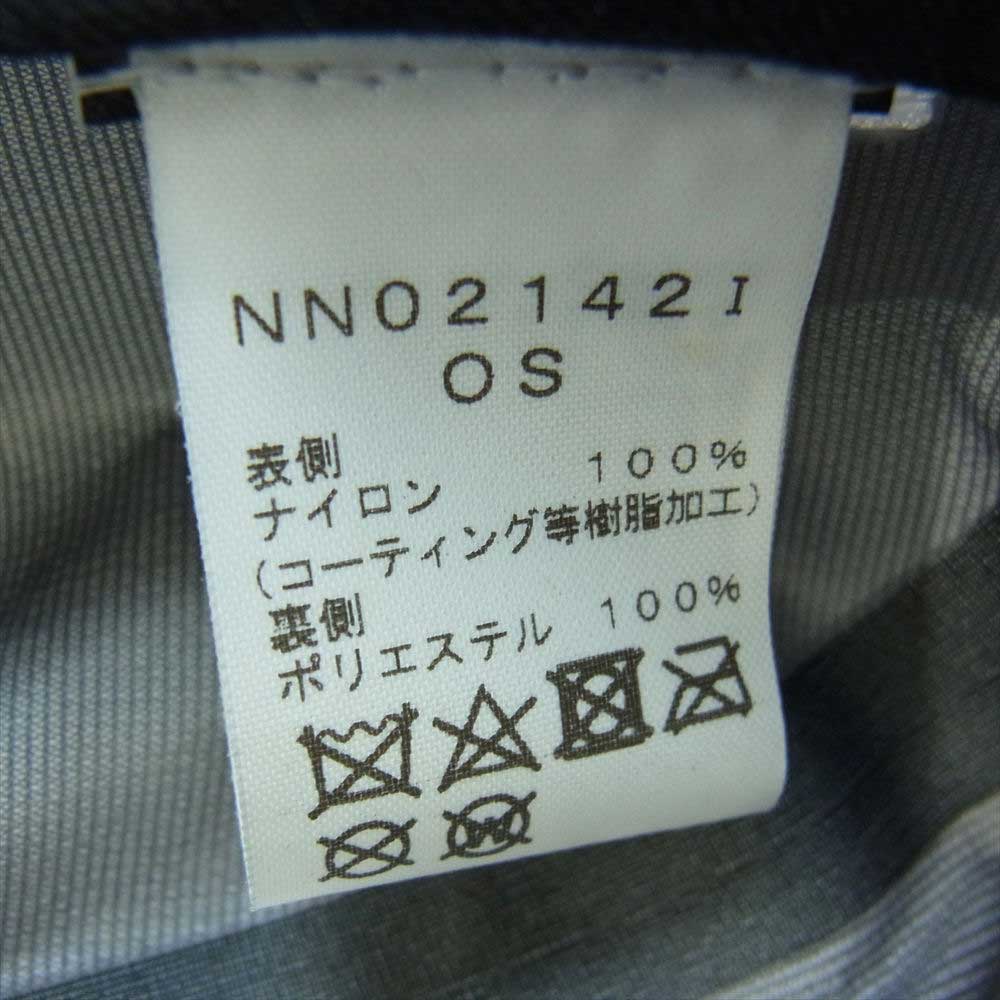 NN02142I
OS
表側
ナイロン 100%
(コーティング等樹脂加工)
裏側
ポリエステル 100%